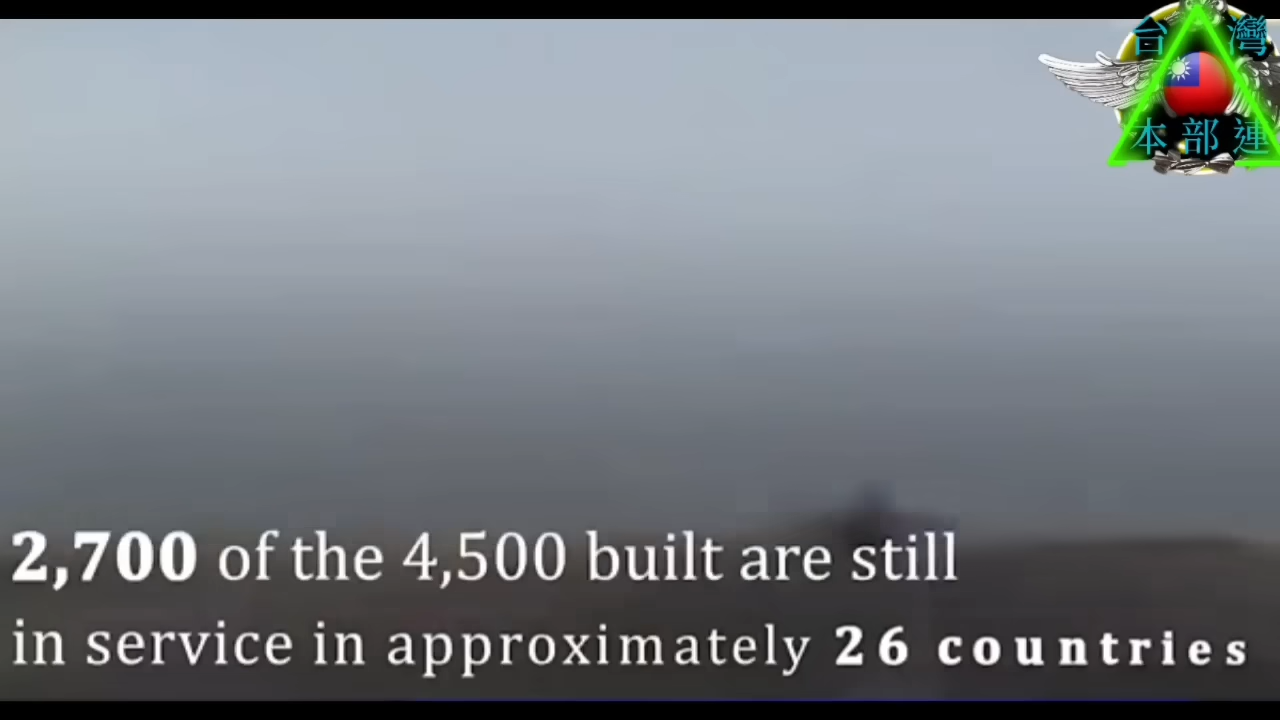 台灣
本部連
2,700 of the 4,500 built are still
in service in approximately 26 countries